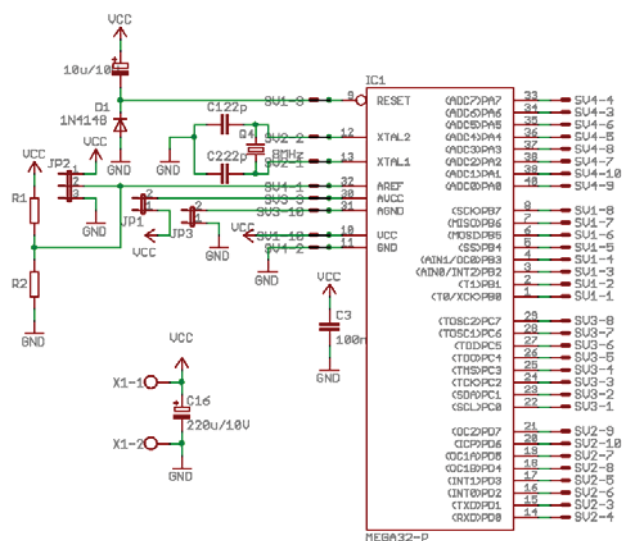 VCC
10u/10
D1
1N4148
GND
VCC
JP2
VCC
1
2
3
GND
R1
R2
GND
GND
C1 22p
C2 22p
Q4
8MHz
JP1
2
1
VCC
JP3
2
1
GND
VCC
GND
VCC
C3
100n
GND
VCC
X1-1
C16
220u/10V
X1-2
GND
IC1
SV1-3 9 RESET
SV2-2 12 XTAL2
SV2-1 13 XTAL1
SV4-1 32 AREF
SV3-9 30 AVCC
SV3-10 31 AGND
SV1-10 10 VCC
SV4-2 11 GND
(ADC7)PA7 33 SV4-4
(ADC6)PA6 34 SV4-3
(ADC5)PA5 35 SV4-6
(ADC4)PA4 36 SV4-5
(ADC3)PA3 37 SV4-8
(ADC2)PA2 38 SV4-7
(ADC1)PA1 39 SV4-10
(ADC0)PA0 40 SV4-9
(SCK)PB7 8 SV1-8
(MISO)PB6 7 SV1-7
(MOSI)PB5 6 SV1-6
(SS)PB4 5 SV1-5
(AIN1/OC0)PB3 4 SV1-4
(AIN0/INT2)PB2 3 SV1-3
(T1)PB1 2 SV1-2
(T0/XCK)PB0 1 SV1-1
(TOSC2)PC7 29 SV3-8
(TOSC1)PC6 28 SV3-7
(TDI)PC5 27 SV3-6
(TDO)PC4 26 SV3-5
(TMS)PC3 25 SV3-4
(TCK)PC2 24 SV3-3
(SDA)PC1 23 SV3-2
(SCL)PC0 22 SV3-1
(OC2)PD7 21 SV2-9
(ICP)PD6 20 SV2-10
(OC1A)PD5 19 SV2-7
(OC1B)PD4 18 SV2-8
(INT1)PD3 17 SV2-5
(INT0)PD2 16 SV2-6
(TXD)PD1 15 SV2-3
(RXD)PD0 14 SV2-4
MEGA32-P